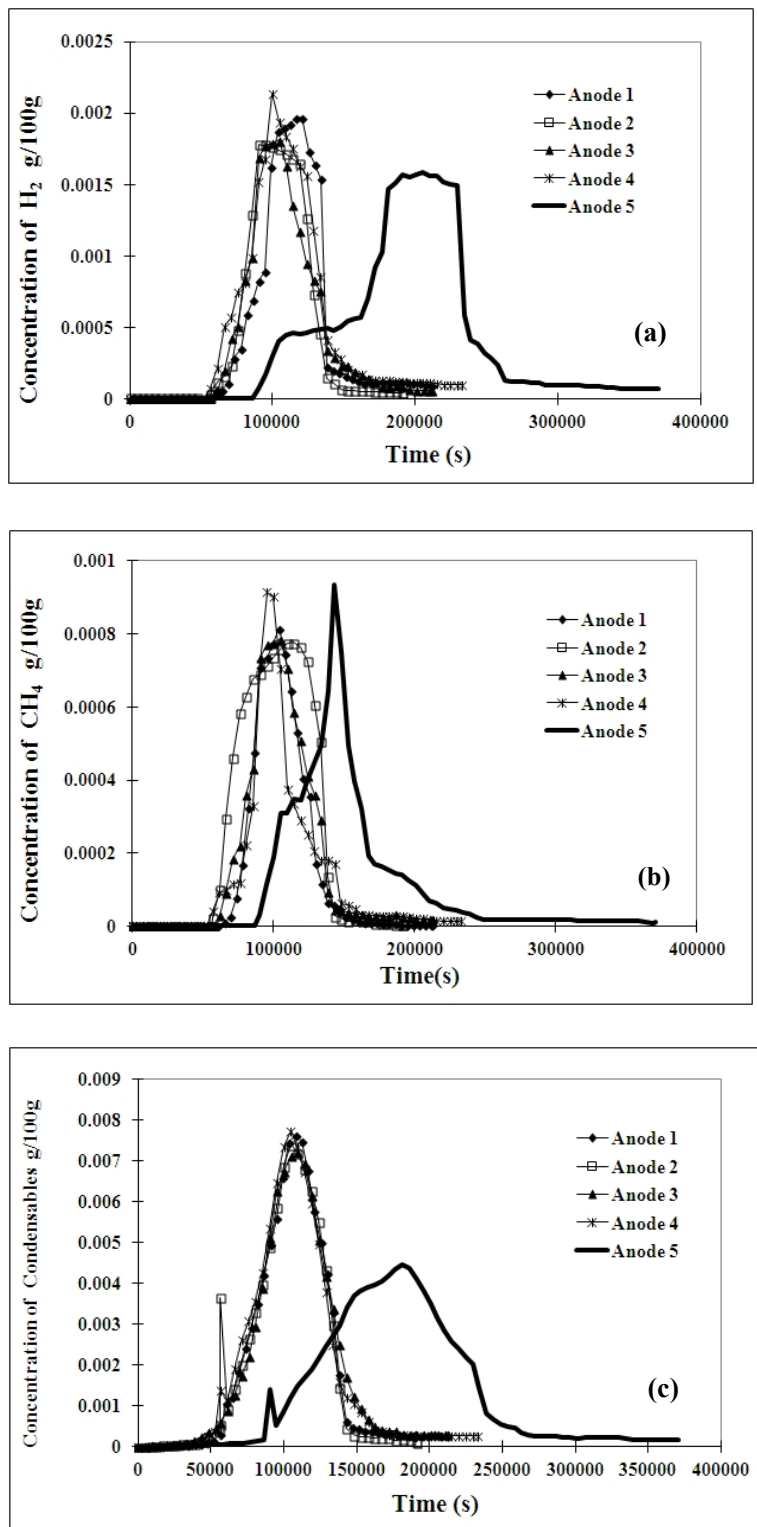 0.0025
0.002
0.0015
0.001
0.0005
0
Concentration of H2 g/100g
Anode 1
Anode 2
Anode 3
Anode 4
Anode 5
(a)
0 100000 200000 300000 400000
Time (s)
0.001
0.0008
0.0006
0.0004
0.0002
0
Concentration of CH4 g/100g
Anode 1
Anode 2
Anode 3
Anode 4
Anode 5
(b)
0 100000 200000 300000 400000
Time(s)
0.009
0.008
0.007
0.006
0.005
0.004
0.003
0.002
0.001
0
Concentration of Condensables g/100g
Anode 1
Anode 2
Anode 3
Anode 4
Anode 5
(c)
0 50000 100000 150000 200000 250000 300000 350000 400000
Time (s)